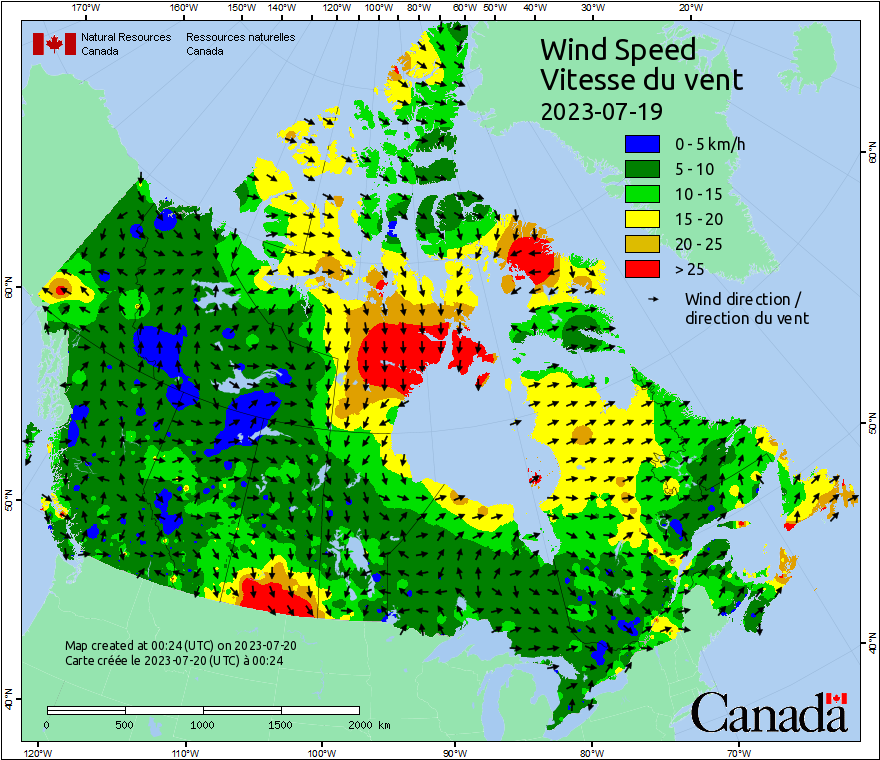 170°W 160°W 150°W 140°W 120°W 110°W 100°W 80°W 60°W 50°W 40°W 30°W 20°W
Natural Resources Canada
Ressources naturelles Canada
Wind Speed
Vitesse du vent
2023-07-19
0 - 5 km/h
5 - 10
10 - 15
15 - 20
20 - 25
> 25
Wind direction /
direction du vent
60°N
50°N
40°N
60°N
50°N
40°N
Map created at 00:24 (UTC) on 2023-07-20
Carte créée le 2023-07-20 (UTC) à 00:24
0 500 1000 1500 2000 km
Canada
120°W 110°W 100°W 90°W 80°W 70°W